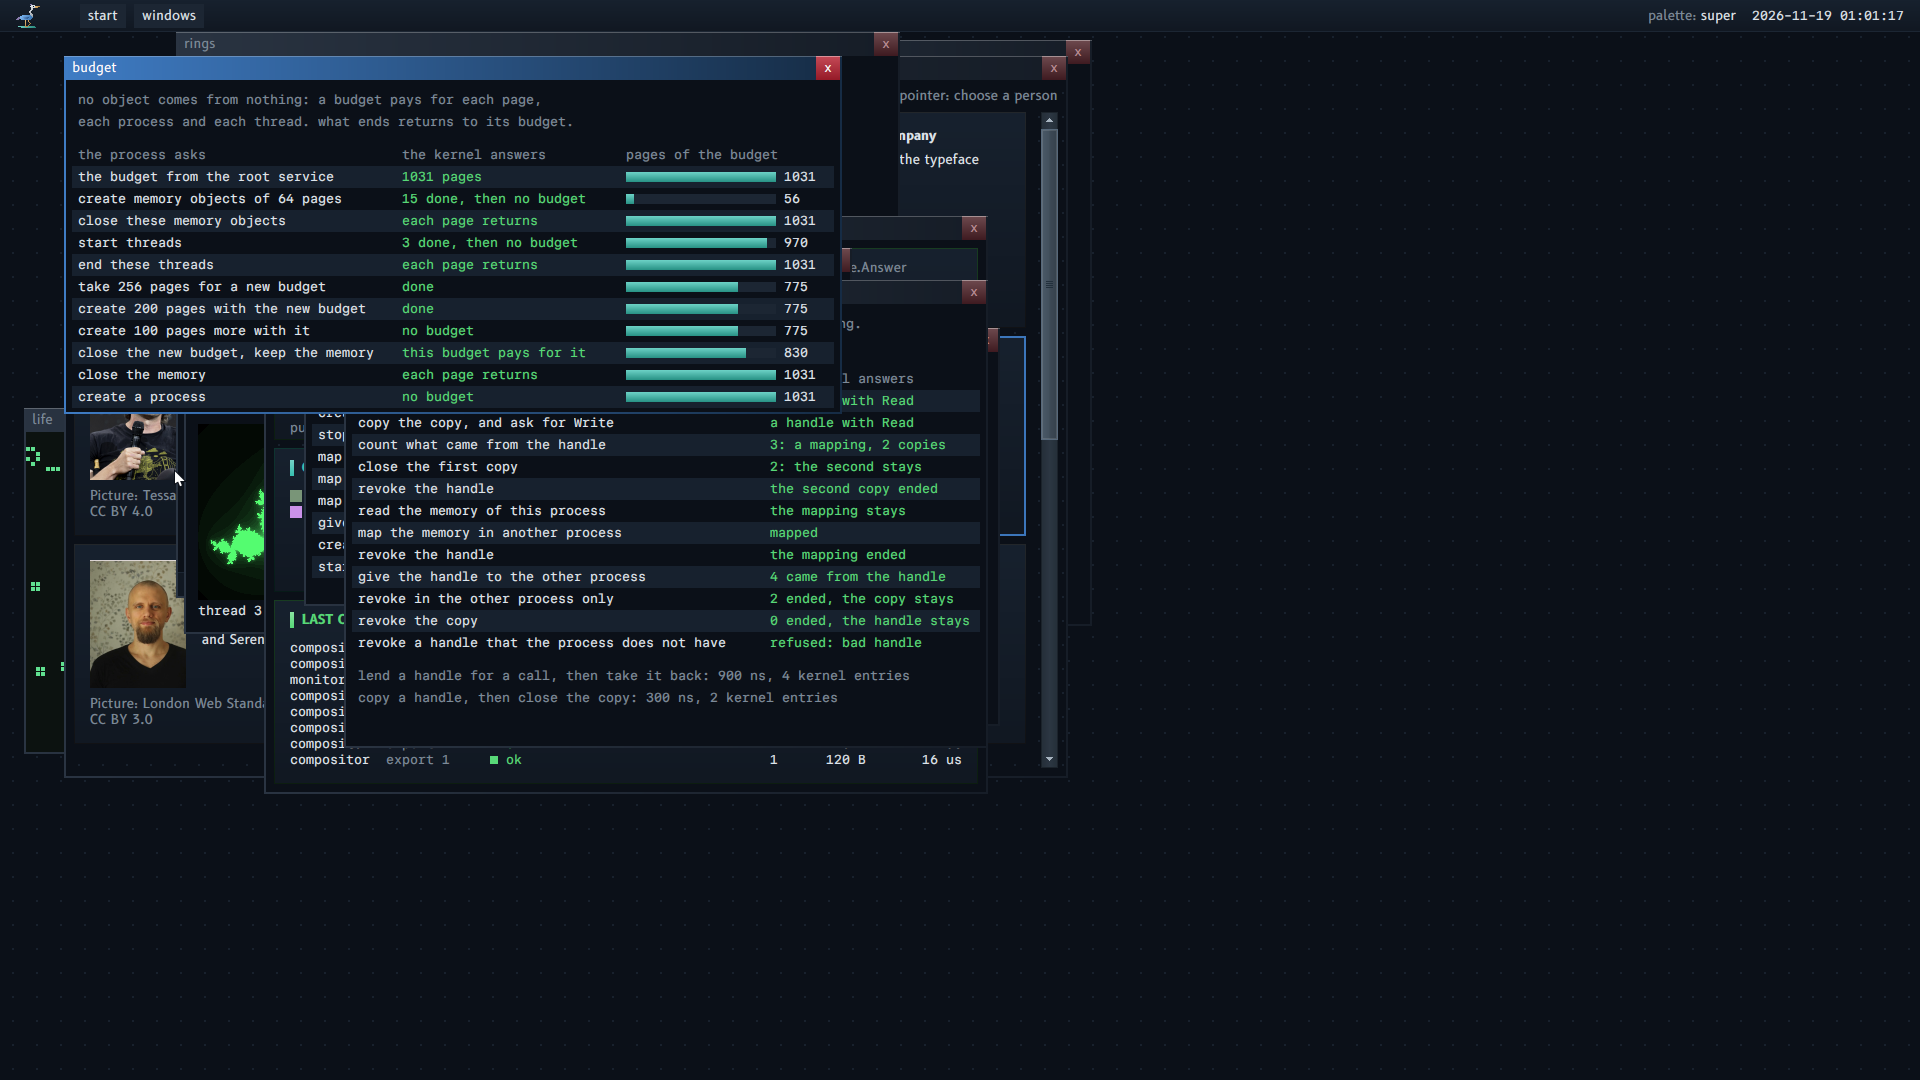 start windows palette: super 2026-11-19 01:01:17
rings x
x
budget x
x
no object comes from nothing: a budget pays for each page,
each process and each thread. what ends returns to its budget.
pointer: choose a person
the process asks the kernel answers pages of the budget
the budget from the root service 1031 pages 1031
create memory objects of 64 pages 15 done, then no budget 56
close these memory objects each page returns 1031
start threads 3 done, then no budget 970
end these threads each page returns 1031
take 256 pages for a new budget done 775
create 200 pages with the new budget done 775
create 100 pages more with it no budget 775
close the new budget, keep the memory this budget pays for it 830
close the memory each page returns 1031
create a process no budget 1031
the typeface
x
.Answer
x
answers
with Read
copy the copy, and ask for Write a handle with Read
count what came from the handle 3: a mapping, 2 copies
close the first copy 2: the second stays
revoke the handle the second copy ended
read the memory of this process the mapping stays
map the memory in another process mapped
revoke the handle the mapping ended
give the handle to the other process 4 came from the handle
revoke in the other process only 2 ended, the copy stays
revoke the copy 0 ended, the handle stays
revoke a handle that the process does not have refused: bad handle
lend a handle for a call, then take it back: 900 ns, 4 kernel entries
copy a handle, then close the copy: 300 ns, 2 kernel entries
life
Picture: Tessa
CC BY 4.0
map
map
map
thread 3
and Seren
Picture: London Web Standa
CC BY 3.0
LAST C
composi
composi
monitor
composi
composi
composi
composi
compositor export 1 ok 1 120 B 16 us